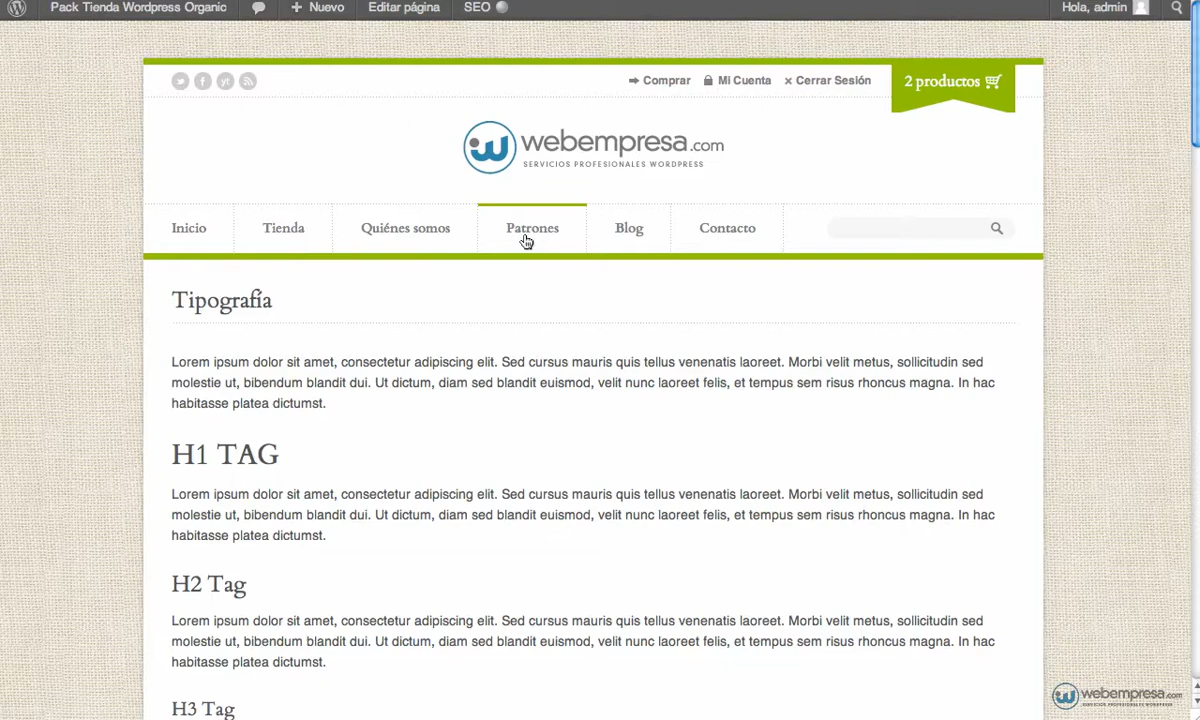 Pack Tienda Wordpress Organic
Nuevo
Editar página
SEO
Hola, admin
yt
Comprar
Mi Cuenta
Cerrar Sesión
2 productos
webempresa.com
SERVICIOS PROFESIONALES WORDPRESS
Inicio
Tienda
Quiénes somos
Patrones
Blog
Contacto
Tipografía
Lorem ipsum dolor sit amet, consectetur adipiscing elit. Sed cursus mauris quis tellus venenatis laoreet. Morbi velit metus, sollicitudin sed
molestie ut, bibendum blandit dui. Ut dictum, diam sed blandit euismod, velit nunc laoreet felis, et tempus sem risus rhoncus magna. In hac
habitasse platea dictumst.
H1 TAG
Lorem ipsum dolor sit amet, consectetur adipiscing elit. Sed cursus mauris quis tellus venenatis laoreet. Morbi velit metus, sollicitudin sed
molestie ut, bibendum blandit dui. Ut dictum, diam sed blandit euismod, velit nunc laoreet felis, et tempus sem risus rhoncus magna. In hac
habitasse platea dictumst.
H2 Tag
Lorem ipsum dolor sit amet, consectetur adipiscing elit. Sed cursus mauris quis tellus venenatis laoreet. Morbi velit metus, sollicitudin sed
molestie ut, bibendum blandit dui. Ut dictum, diam sed blandit euismod, velit nunc laoreet felis, et tempus sem risus rhoncus magna. In hac
habitasse platea dictumst.
H3 Tag
webempresa.com
SERVICIOS PROFESIONALES WORDPRESS